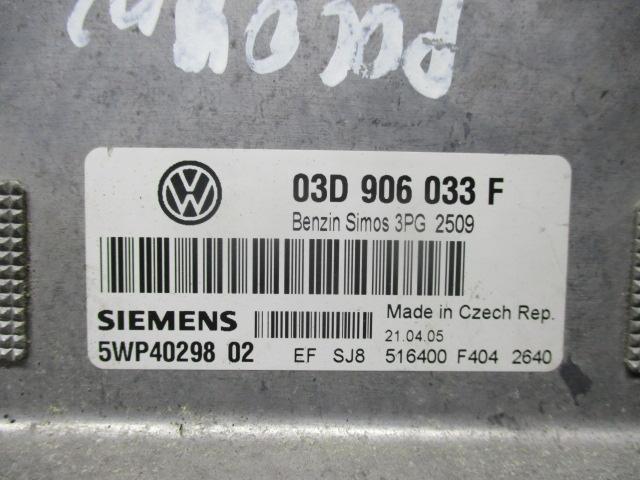 03D 906 033 F
Benzin Simos 3PG 2509
SIEMENS
Made in Czech Rep.
21.04.05
5WP40298 02 EF SJ8 516400 F404 2640